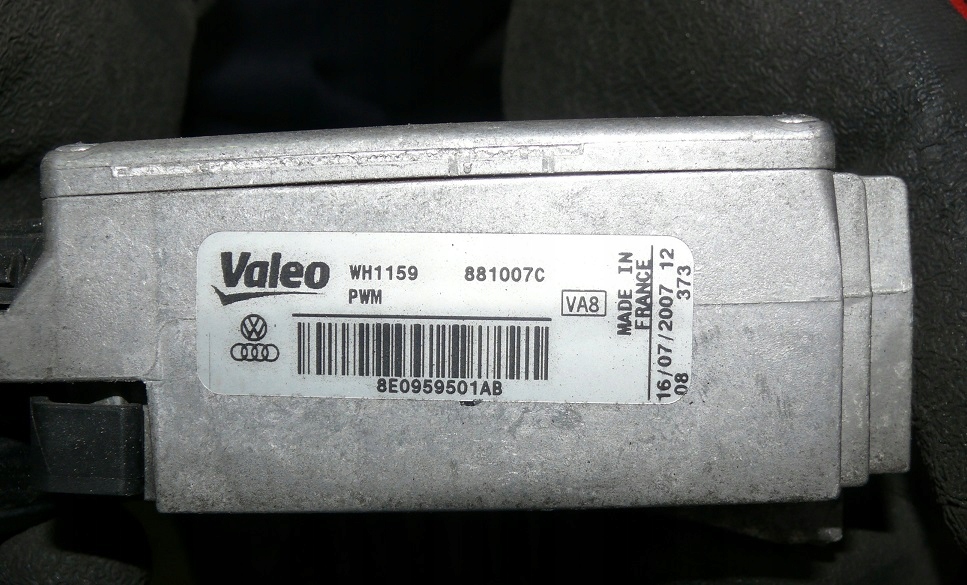 Valeo WH1159 881007C
PWM
VA8
8E0959501AB
MADE IN
FRANCE
16/07/2007 12
08 373